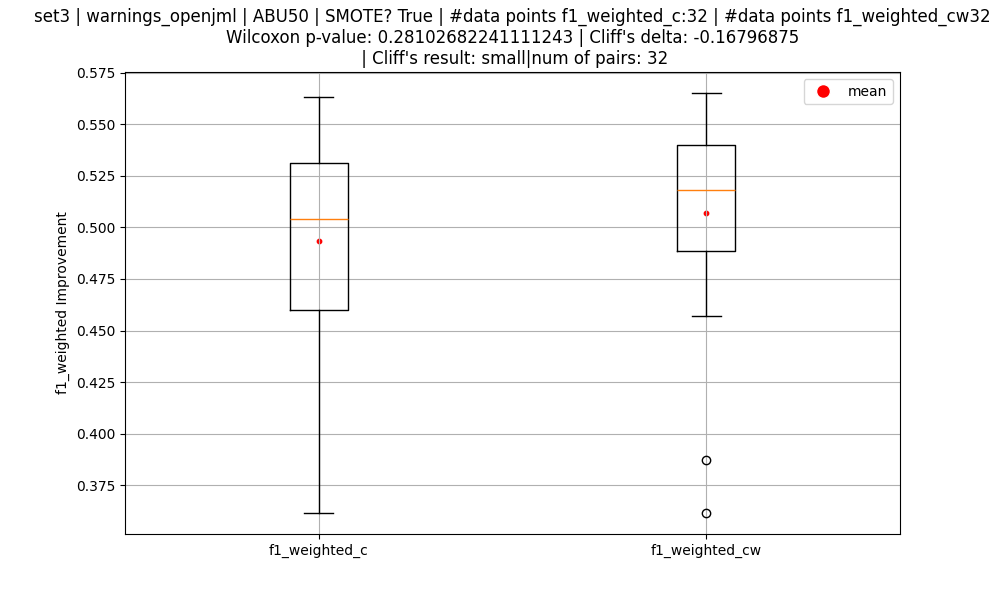 set3 | warnings_openjml | ABU50 | SMOTE? True | #data points f1_weighted_c:32 | #data points f1_weighted_cw32
Wilcoxon p-value: 0.28102682241111243 | Cliff's delta: -0.16796875
| Cliff's result: small|num of pairs: 32
mean
0.575
0.550
0.525
0.500
0.475
0.450
0.425
0.400
0.375
f1_weighted Improvement
f1_weighted_c
f1_weighted_cw